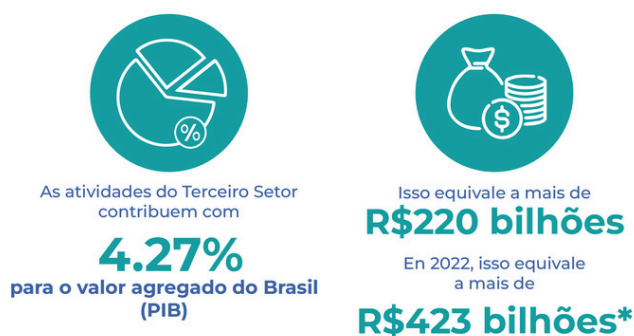 %
As atividades do Terceiro Setor
contribuem com
4.27%
para o valor agregado do Brasil
(PIB)
$
Isso equivale a mais de
R$220 bilhões
En 2022, isso equivale
a mais de
R$423 bilhões*